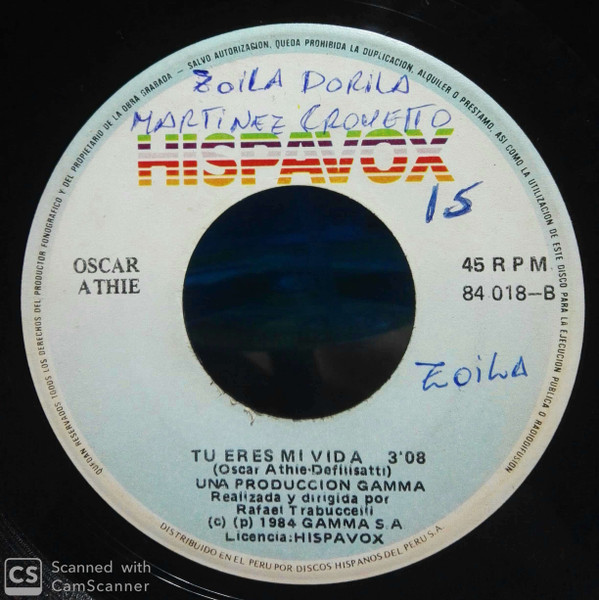 QUEDAN RESERVADOS TODOS LOS DERECHOS DEL PRODUCTOR FONOGRAFICO Y DEL PROPIETARIO DE LA OBRA GRABADA – SALVO AUTORIZACION, QUEDA PROHIBIDA LA DUPLICACION, ALQUILER O PRESTAMO, ASI COMO LA UTILIZACION DE ESTE DISCO PARA LA EJECUCION PUBLICA O RADIODIFUSION
ZOILA DORILA
MARTINEZ CROVETTO
HISPAVOX
15
OSCAR
ATHIE
45 RPM
84 018-B
ZOILA
TU ERES MI VIDA 3'08
(Oscar Athie-Defilisatti)
UNA PRODUCCION GAMMA
Realizada y dirigida por
Rafael Trabuccelli
(c) (p) 1984 GAMMA S.A
Licencia: HISPAVOX
DISTRIBUIDO EN EL PERU POR DISCOS HISPANOS DEL PERU S.A.
CS Scanned with
CamScanner